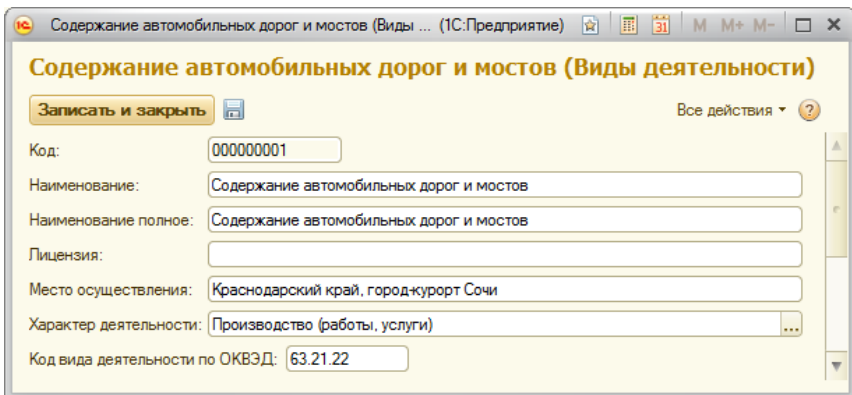 Содержание автомобильных дорог и мостов (Виды ... (1С:Предприятие) 31 M M+ M-
Содержание автомобильных дорог и мостов (Виды деятельности)
Записать и закрыть Все действия ?
Код: 000000001
Наименование: Содержание автомобильных дорог и мостов
Наименование полное: Содержание автомобильных дорог и мостов
Лицензия:
Место осуществления: Краснодарский край, город-курорт Сочи
Характер деятельности: Производство (работы, услуги) ...
Код вида деятельности по ОКВЭД: 63.21.22